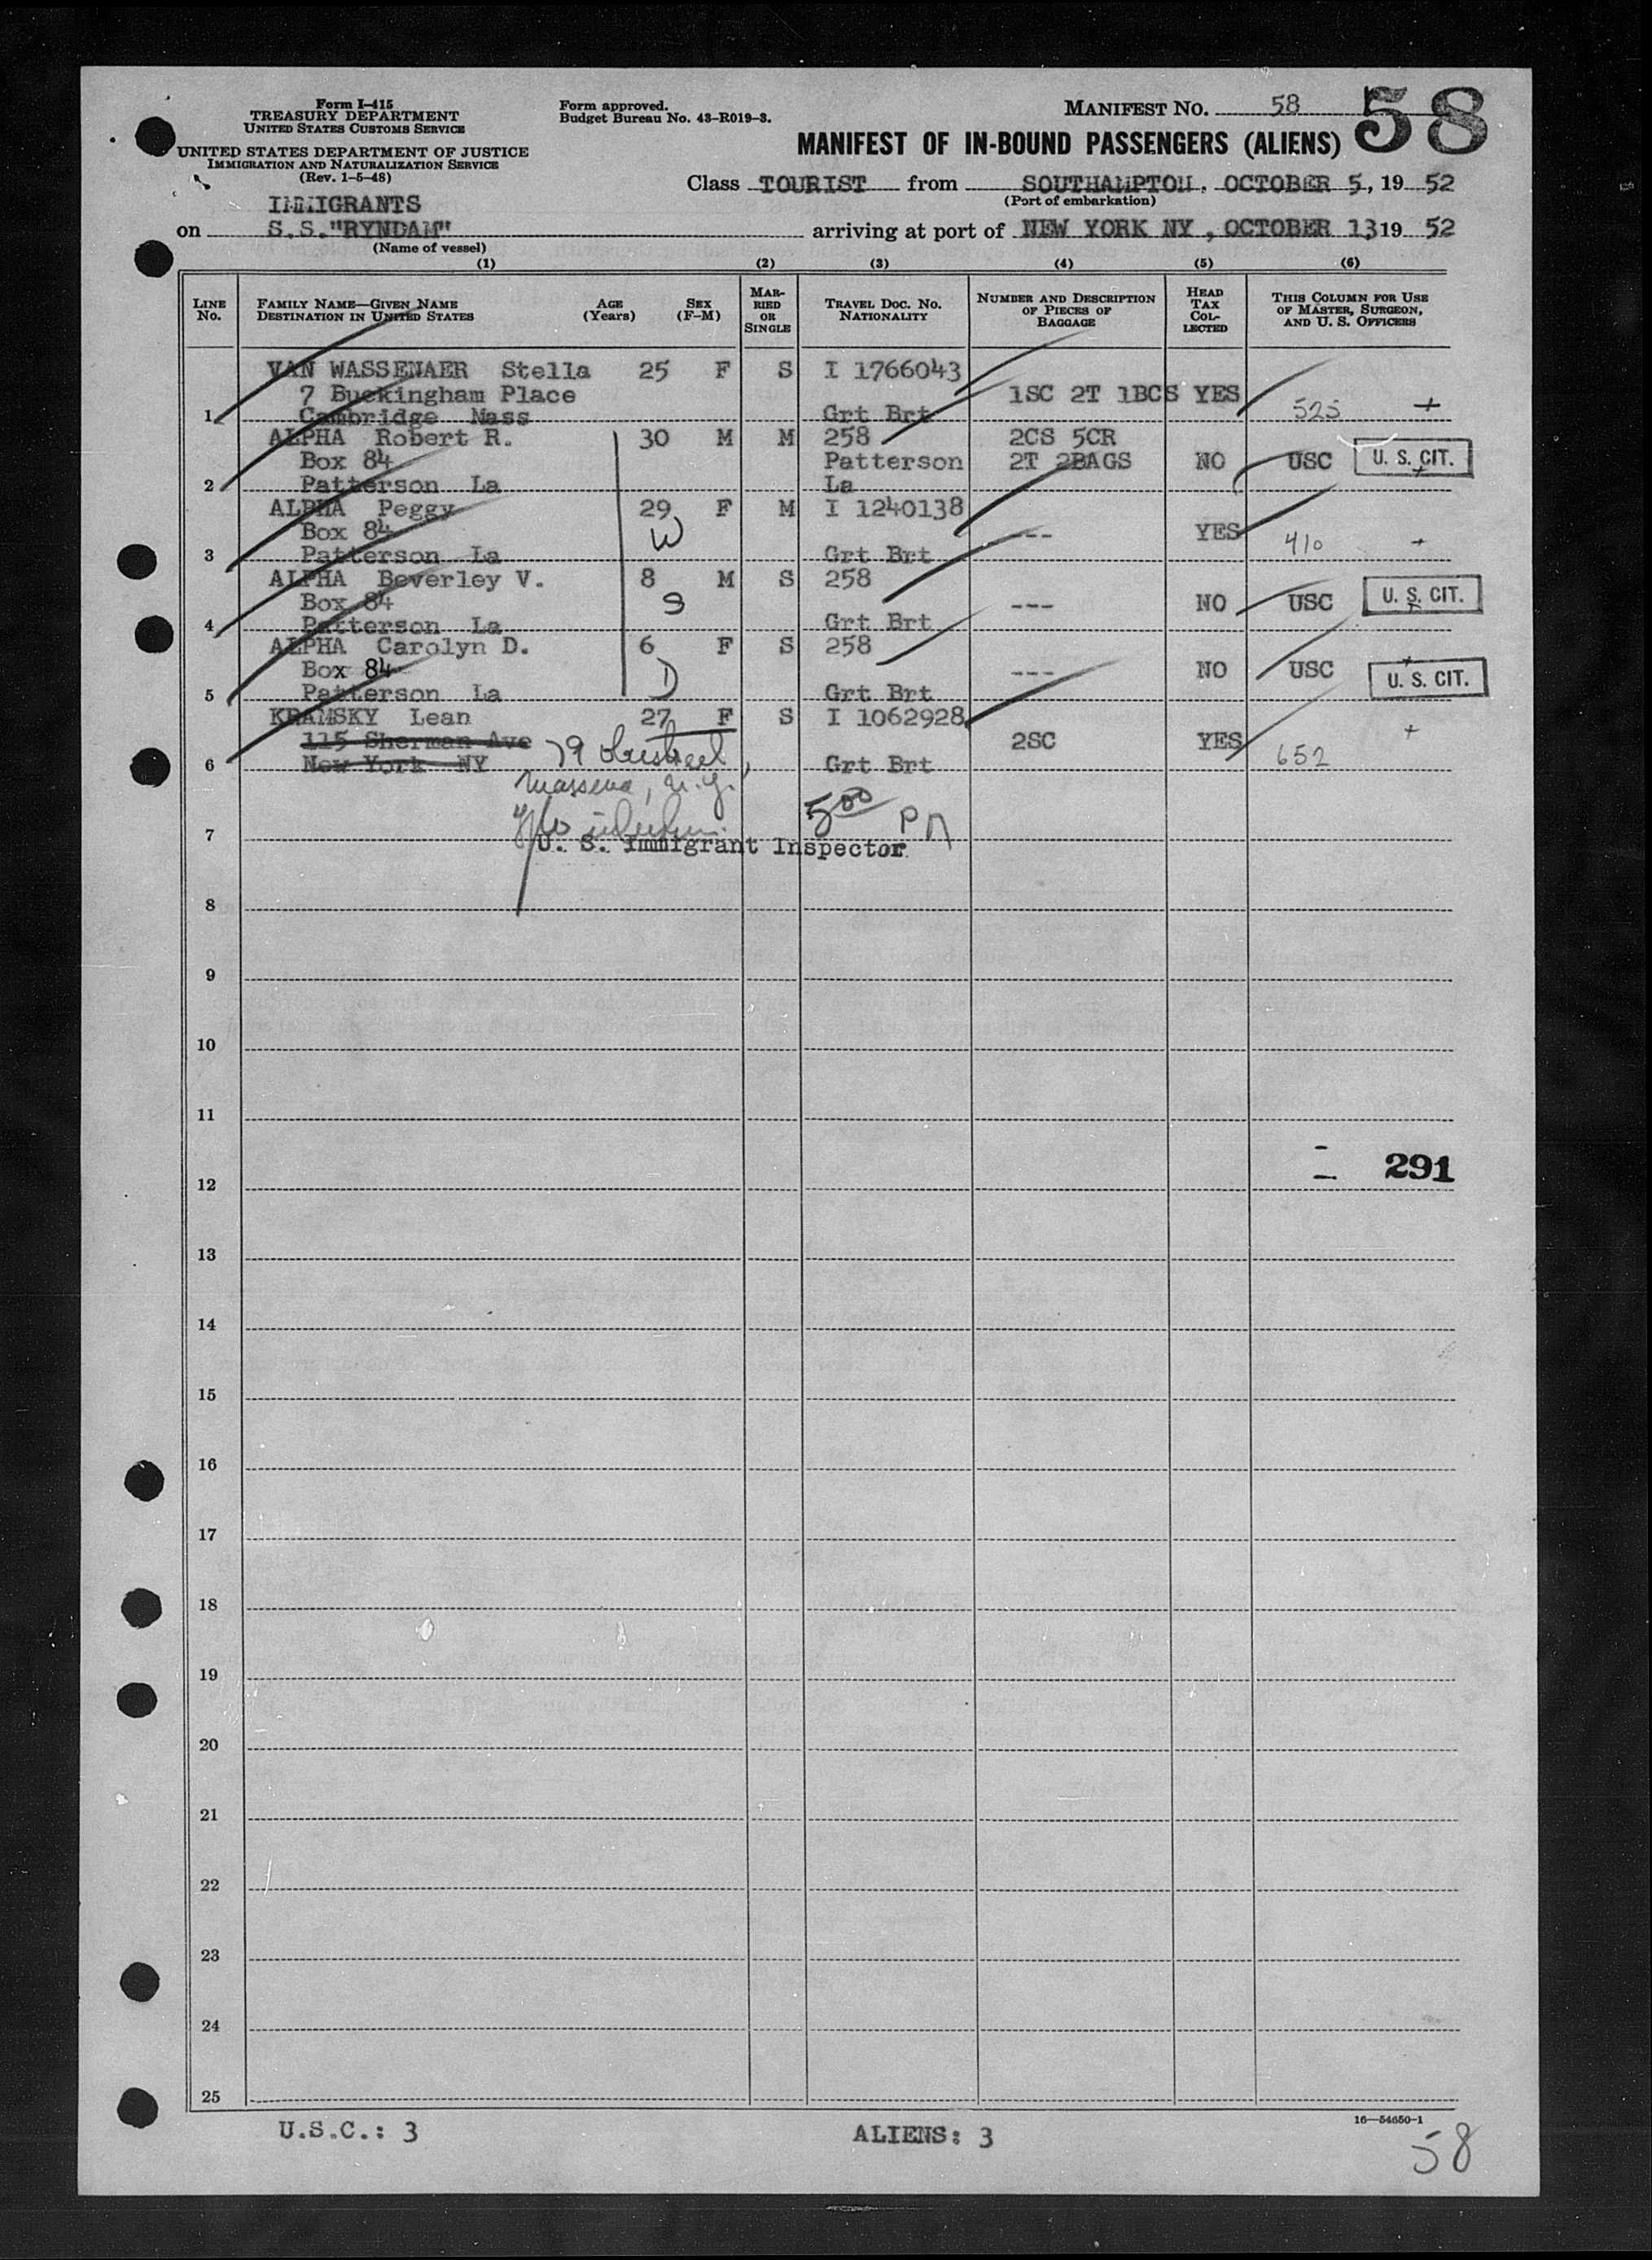 Form I-415
TREASURY DEPARTMENT
UNITED STATES CUSTOMS SERVICE
UNITED STATES DEPARTMENT OF JUSTICE
IMMIGRATION AND NATURALIZATION SERVICE
(Rev. 1-5-48)
Form approved.
Budget Bureau No. 43-R019-3.
MANIFEST NO. 58
58
MANIFEST OF IN-BOUND PASSENGERS (ALIENS)
Class TOURIST from SOUTHAMPTON, OCTOBER 5, 19 52
(Port of embarkation)
IMMIGRANTS
on S.S."RYNDAM" arriving at port of NEW YORK NY, OCTOBER 13 19 52
(Name of vessel)
(1) (2) (3) (4) (5) (6)
LINE NO.
FAMILY NAME—GIVEN NAME
DESTINATION IN UNITED STATES
AGE (Years)
SEX (F-M)
MARRIED OR SINGLE
TRAVEL DOC. NO. NATIONALITY
NUMBER AND DESCRIPTION OF PIECES OF BAGGAGE
HEAD TAX COLLECTED
THIS COLUMN FOR USE OF MASTER, SURGEON, AND U. S. OFFICERS
VAN WASSENAER Stella 25 F S I 1766043
7 Buckingham Place 1SC 2T 1BCS YES
1 Cambridge Mass Grt Brt 525 +
ALPHA Robert R. 30 M M 258 2CS 5CR
Box 84 Patterson 2T 2BAGS NO USC U. S. CIT.
2 Patterson La La
ALPHA Peggy 29 F M I 1240138
Box 84 W --- YES
3 Patterson La Grt Brt 410 +
ALPHA Beverley V. 8 M S 258
Box 84 S --- NO USC U. S. CIT.
4 Patterson La Grt Brt
ALPHA Carolyn D. 6 F S 258
Box 84 D --- NO USC U. S. CIT.
5 Patterson La Grt Brt
KRAMSKY Lean 27 F S I 1062928 +
115 Sherman Ave 79 2SC YES
6 New York NY Grt Brt 652
Massena, N.Y.
5 00 PM
7
U. S. Immigrant Inspector
8
9
10
11
291
12
13
14
15
16
17
18
19
20
21
22
23
24
25
16—54650-1
U.S.C.: 3 ALIENS: 3
58